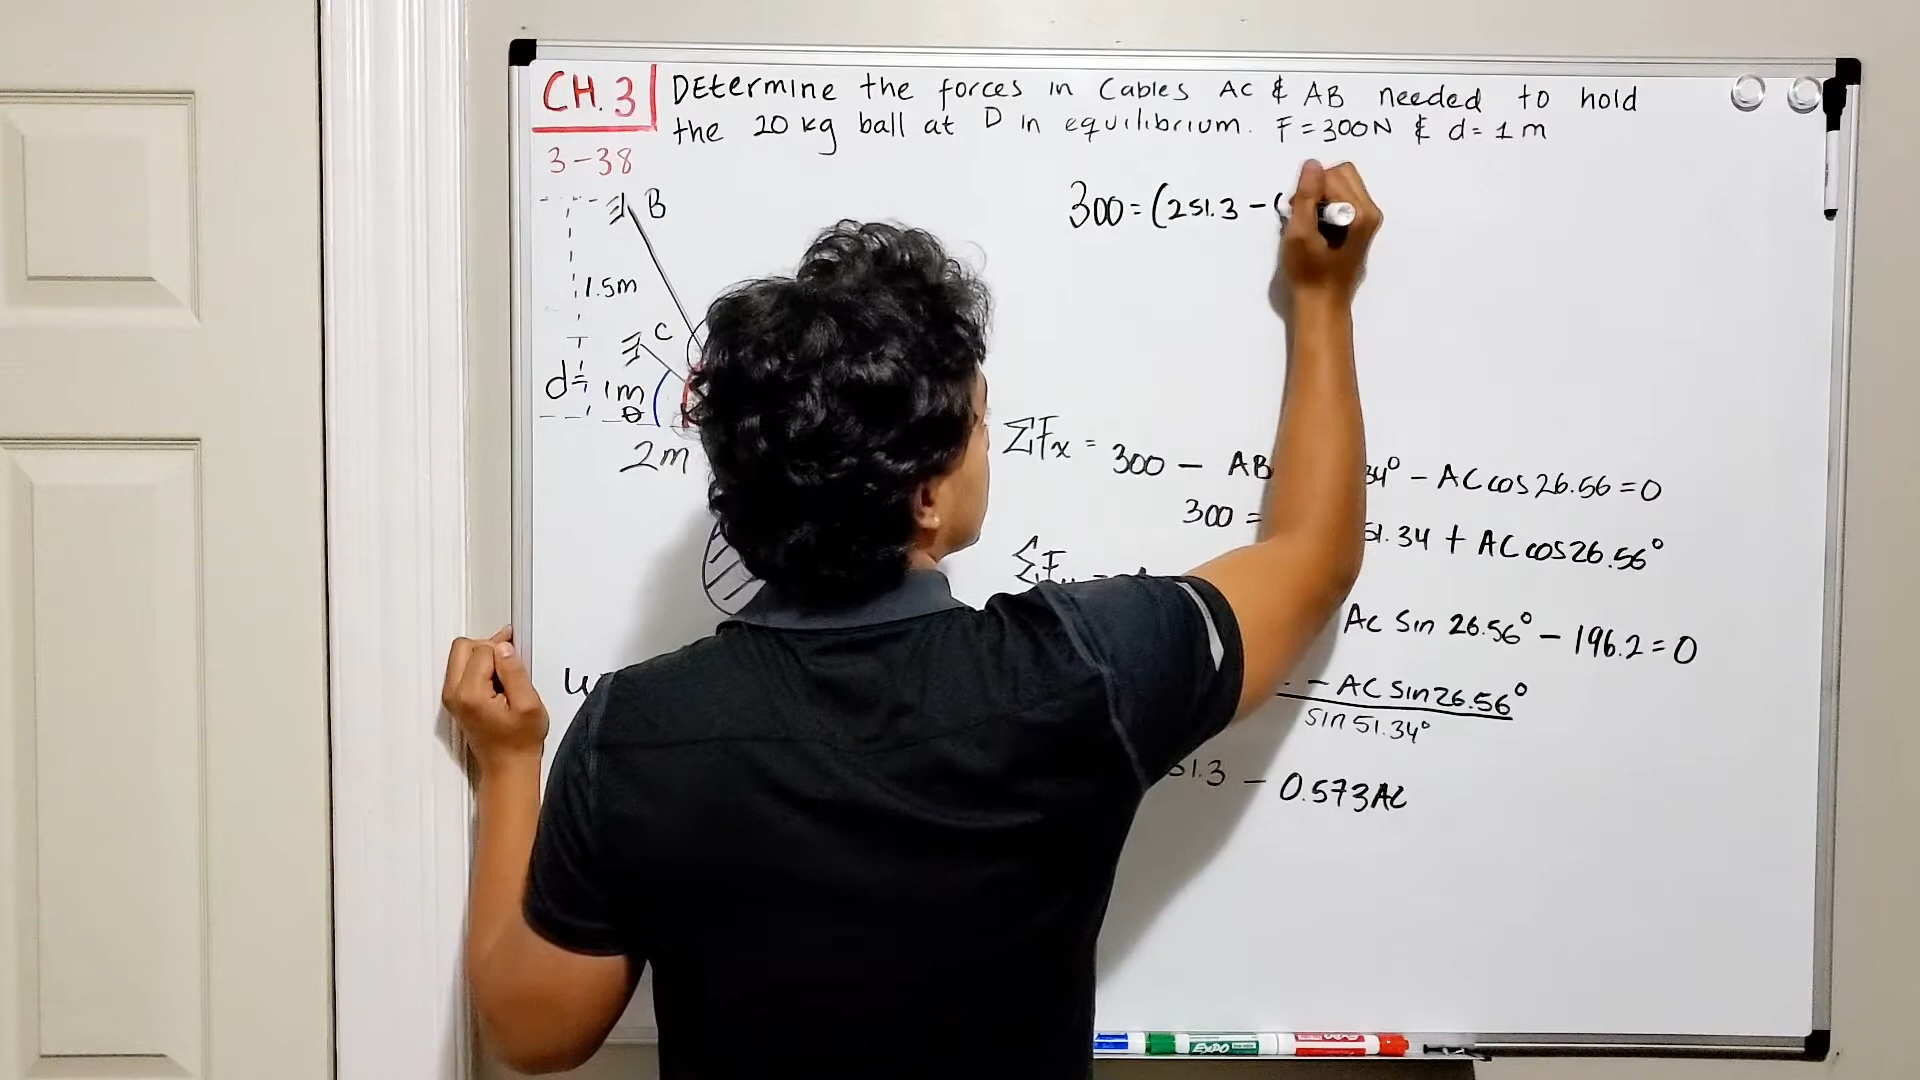 CH. 3
Determine the forces in Cables AC & AB needed to hold
the 20 kg ball at D in equilibrium. F = 300N & d = 1 m
3-38
B
300 = (251.3 -
1.5m
C
d = 1m
θ
2m
ΣFx = 300 - AB 34° - AC cos 26.56 = 0
300 = 51.34 + AC cos 26.56°
ΣF
AC sin 26.56° - 196.2 = 0
- AC sin 26.56°
sin 51.34°
51.3 - 0.573AC
EXPO